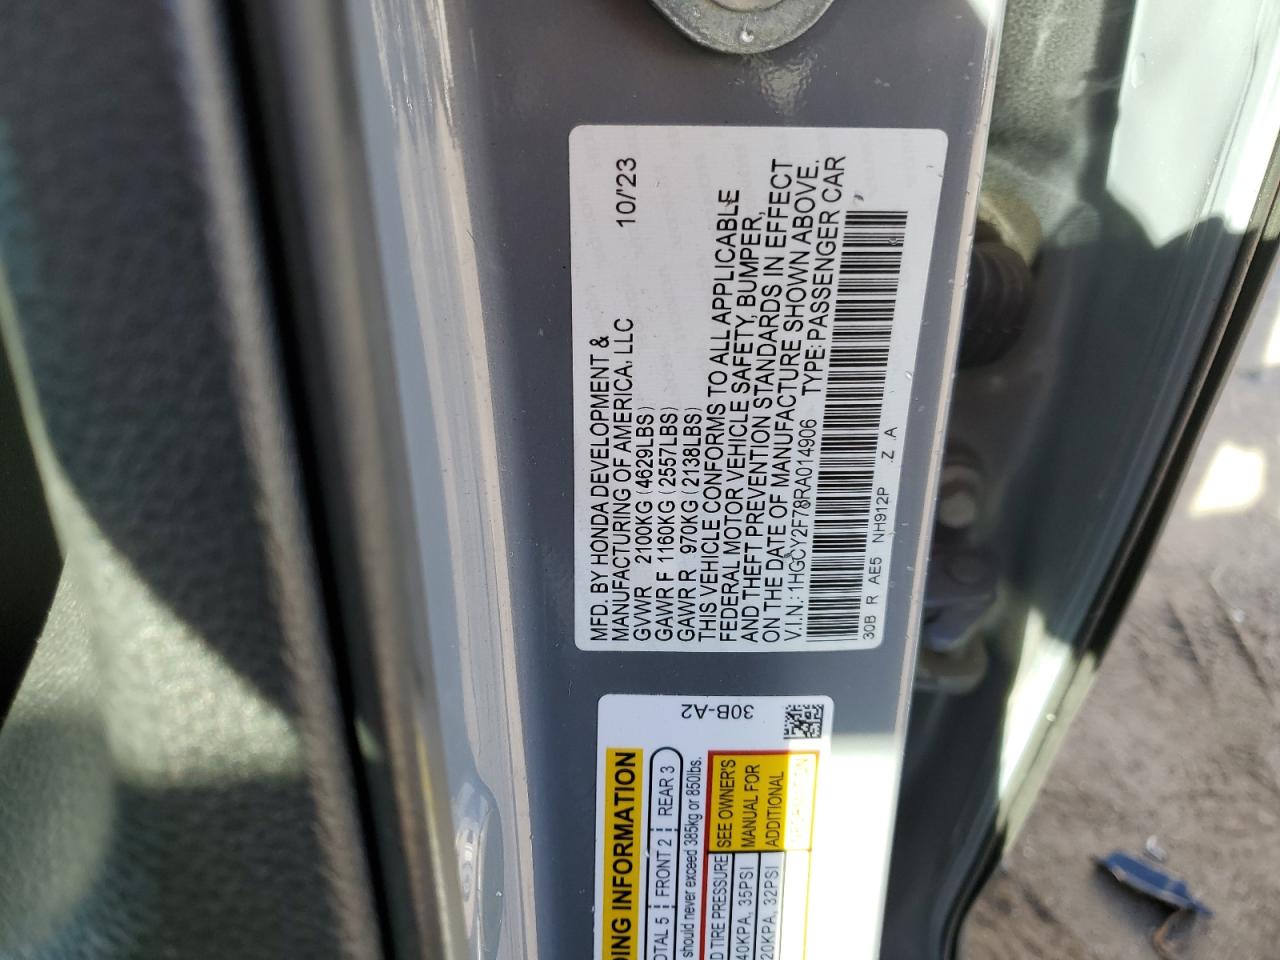 MFD. BY HONDA DEVELOPMENT &
MANUFACTURING OF AMERICA, LLC 10/'23
GVWR 2100KG (4629LBS)
GAWR F 1160KG (2557LBS)
GAWR R 970KG (2138LBS)
THIS VEHICLE CONFORMS TO ALL APPLICABLE
FEDERAL MOTOR VEHICLE SAFETY, BUMPER,
AND THEFT PREVENTION STANDARDS IN EFFECT
ON THE DATE OF MANUFACTURE SHOWN ABOVE.
V.I.N.: 1HGCY2F78RA014906 TYPE: PASSENGER CAR
30B R AE5 NH912P Z A
30B-A2
INFORMATION
FRONT 2 REAR 3
should never exceed 385kg or 850lbs.
TIRE PRESSURE SEE OWNER'S
35PSI MANUAL FOR
32PSI ADDITIONAL
INFORMATION